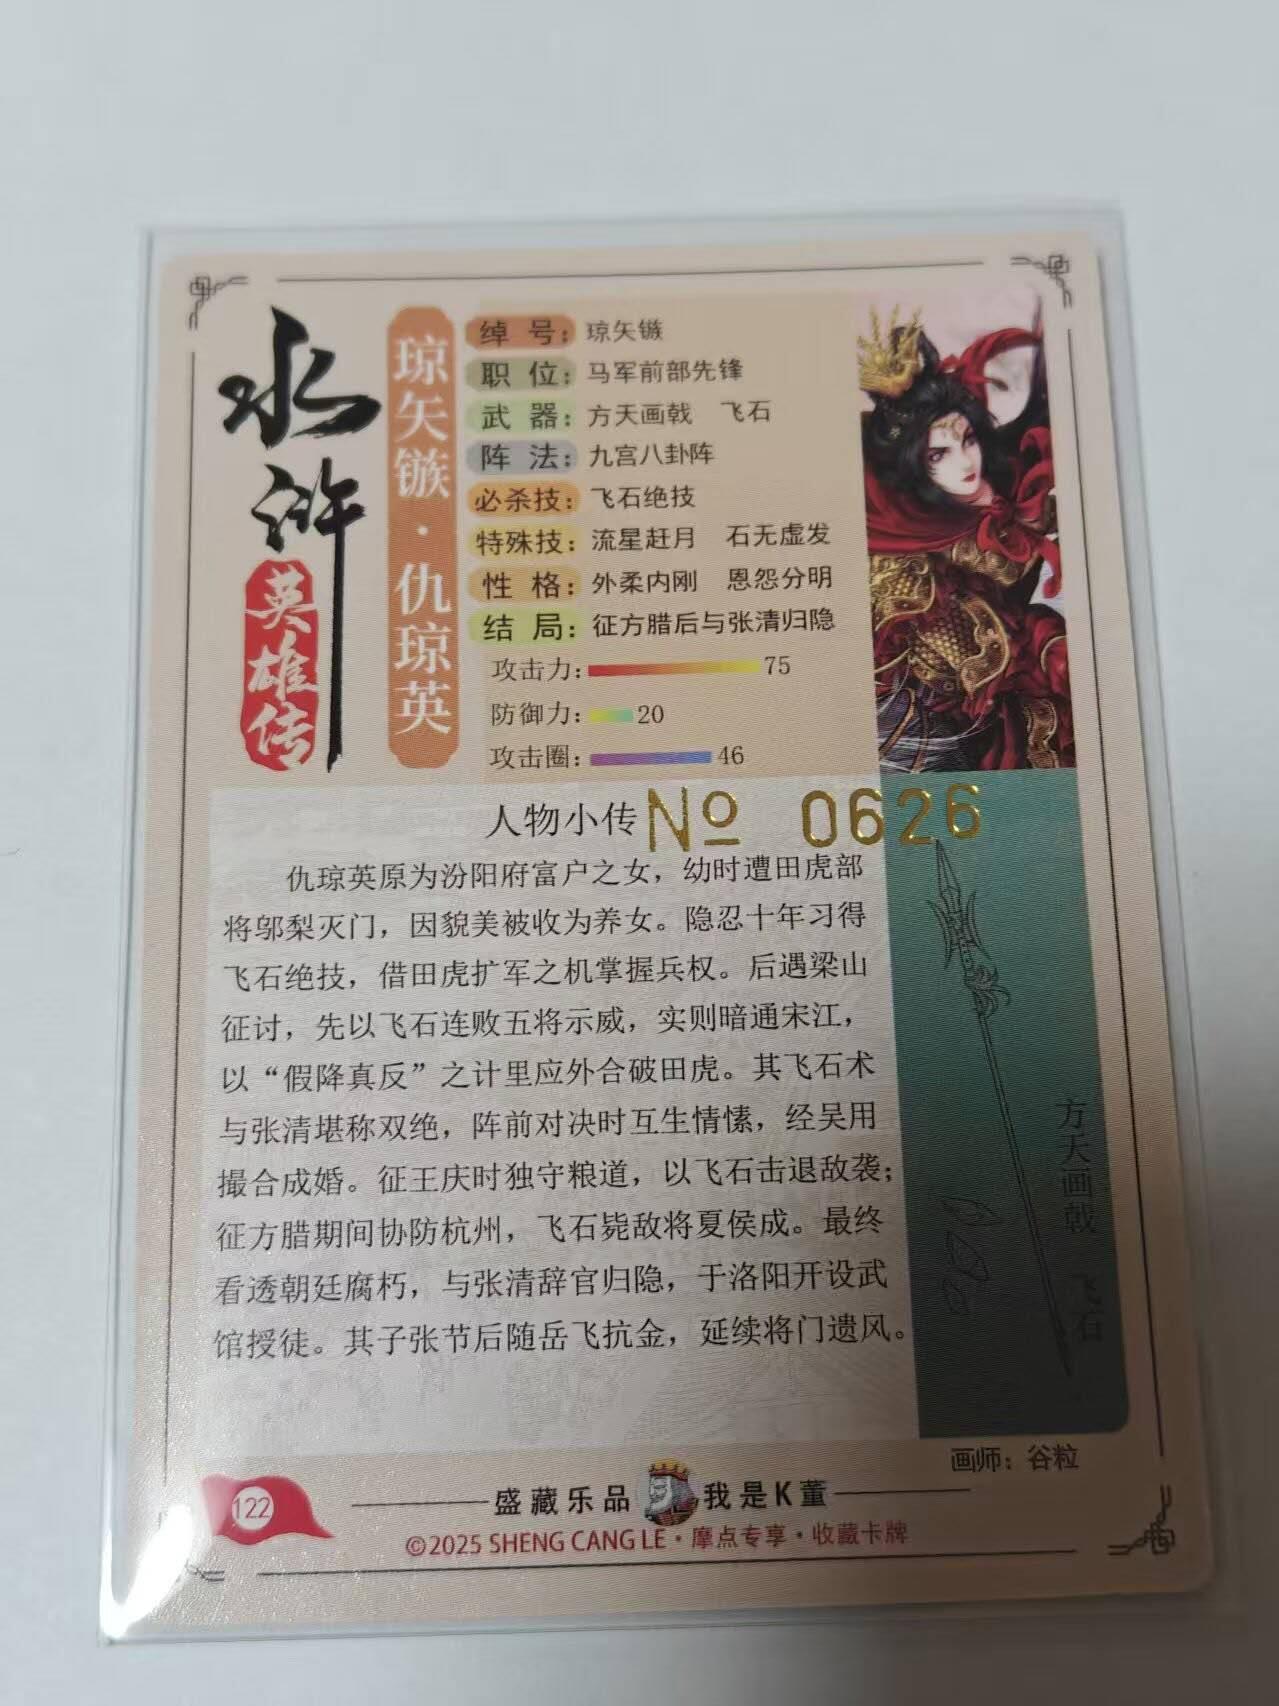 水浒
英雄传
琼矢镞·仇琼英
绰号：琼矢镞
职位：马军前部先锋
武器：方天画戟 飞石
阵法：九宫八卦阵
必杀技：飞石绝技
特殊技：流星赶月 石无虚发
性格：外柔内刚 恩怨分明
结局：征方腊后与张清归隐
攻击力：75
防御力：20
攻击圈：46
人物小传 № 0626
仇琼英原为汾阳府富户之女，幼时遭田虎部
将邬梨灭门，因貌美被收为养女。隐忍十年习得
飞石绝技，借田虎扩军之机掌握兵权。后遇梁山
征讨，先以飞石连败五将示威，实则暗通宋江，
以“假降真反”之计里应外合破田虎。其飞石术
与张清堪称双绝，阵前对决时互生情愫，经吴用
撮合成婚。征王庆时独守粮道，以飞石击退敌袭；
征方腊期间协防杭州，飞石毙敌将夏侯成。最终
看透朝廷腐朽，与张清辞官归隐，于洛阳开设武
馆授徒。其子张节后随岳飞抗金，延续将门遗风。
方天画戟 飞石
画师：谷粒
122
盛藏乐品 我是K董
©2025 SHENG CANG LE·摩点专享·收藏卡牌